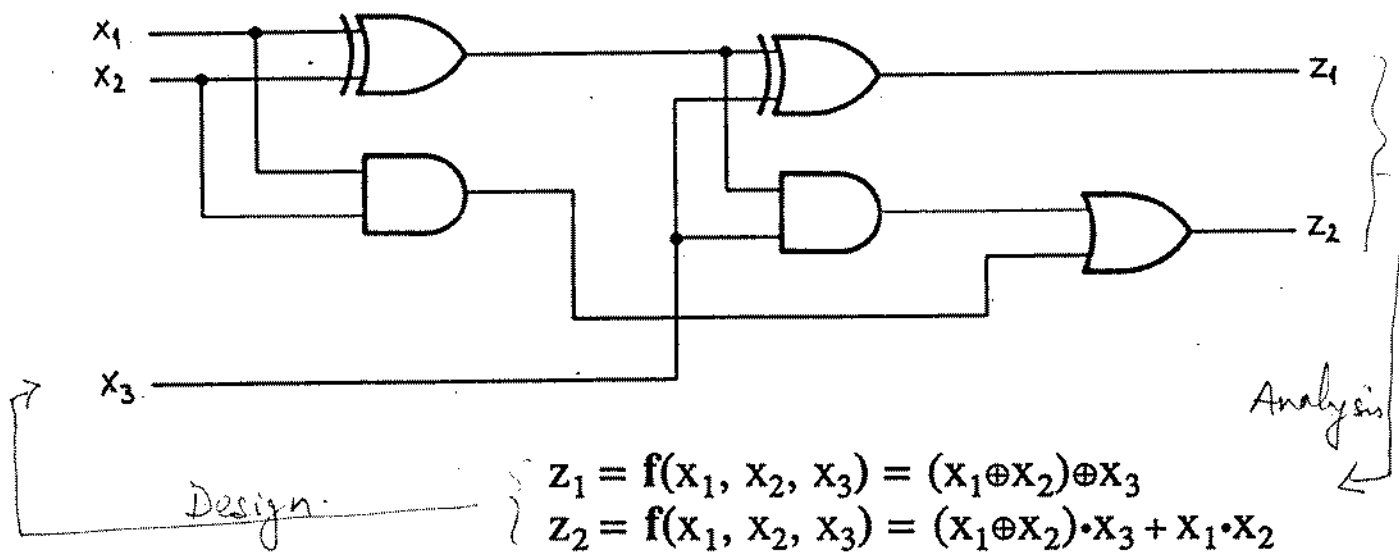 x₁
x₂
z₁
z₂
x₃
Analysis
Design.
z₁ = f(x₁, x₂, x₃) = (x₁⊕x₂)⊕x₃
z₂ = f(x₁, x₂, x₃) = (x₁⊕x₂)•x₃ + x₁•x₂